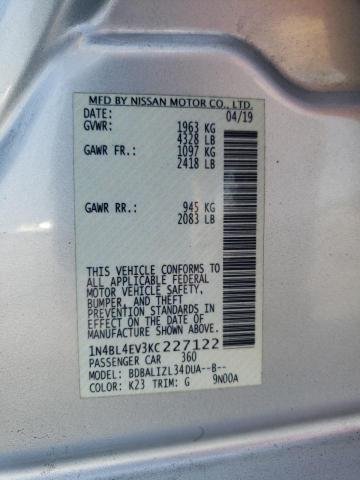 MFD BY NISSAN MOTOR CO., LTD.
DATE: 04/19
GVWR: 1963 KG
4328 LB
GAWR FR.: 1097 KG
2418 LB
GAWR RR.: 945 KG
2083 LB
THIS VEHICLE CONFORMS TO
ALL APPLICABLE FEDERAL
MOTOR VEHICLE SAFETY,
BUMPER, AND THEFT
PREVENTION STANDARDS
IN EFFECT ON THE DATE OF
MANUFACTURE SHOWN ABOVE.
1N4BL4EV3KC227122
PASSENGER CAR 360
MODEL: BDBALIZL34DUA--B--
COLOR: K23 TRIM: G 9N00A